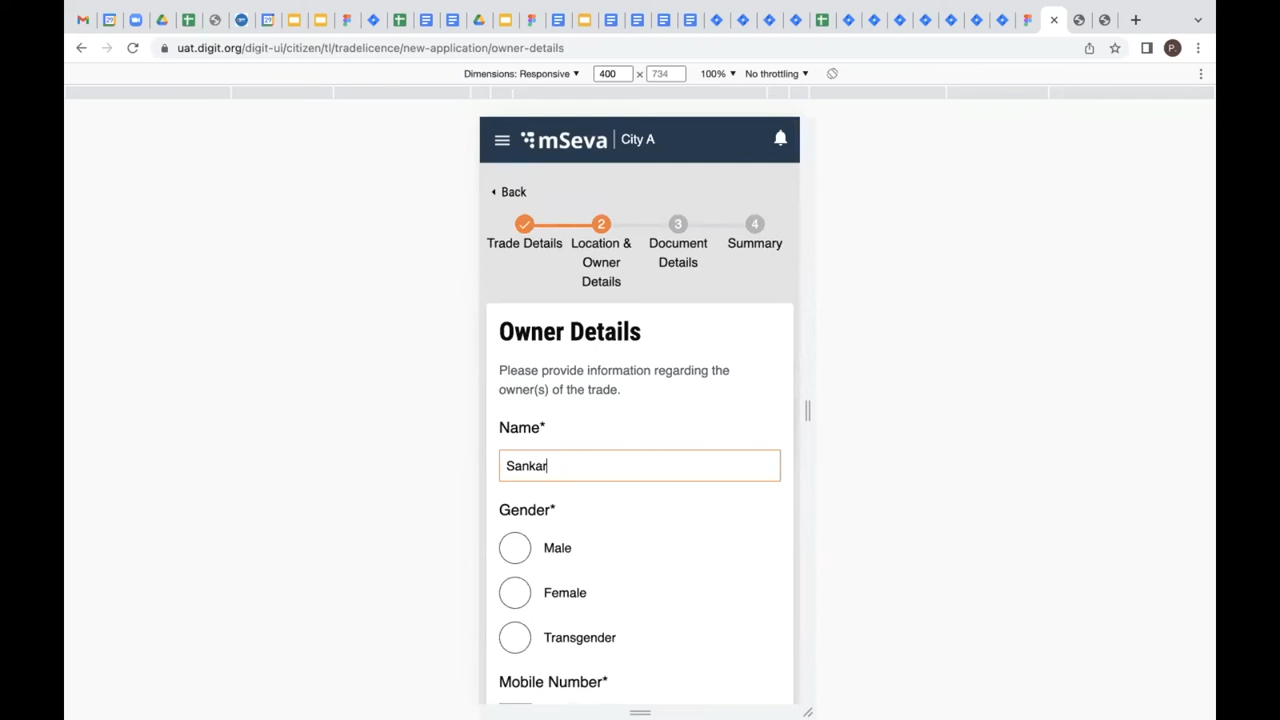 uat.digit.org/digit-ui/citizen/tl/tradelicence/new-application/owner-details
P.
Dimensions: Responsive ▼ 400 × 734 100% ▼ No throttling ▼
mSeva | City A
Back
2 3 4
Trade Details Location & Document Summary
Owner Details
Details
Owner Details
Please provide information regarding the
owner(s) of the trade.
Name*
Sankar
Gender*
Male
Female
Transgender
Mobile Number*